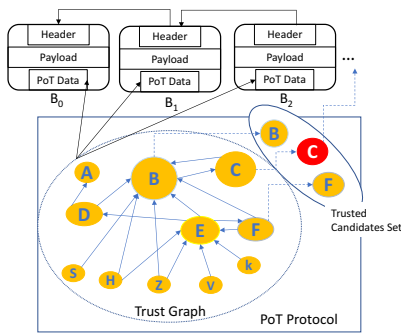 Header Header Header
Payload Payload Payload
PoT Data PoT Data PoT Data
...
B0 B1 B2
B
C
F
Trusted
Candidates Set
A
B
C
D
E
F
S
H
Z
V
k
Trust Graph
PoT Protocol